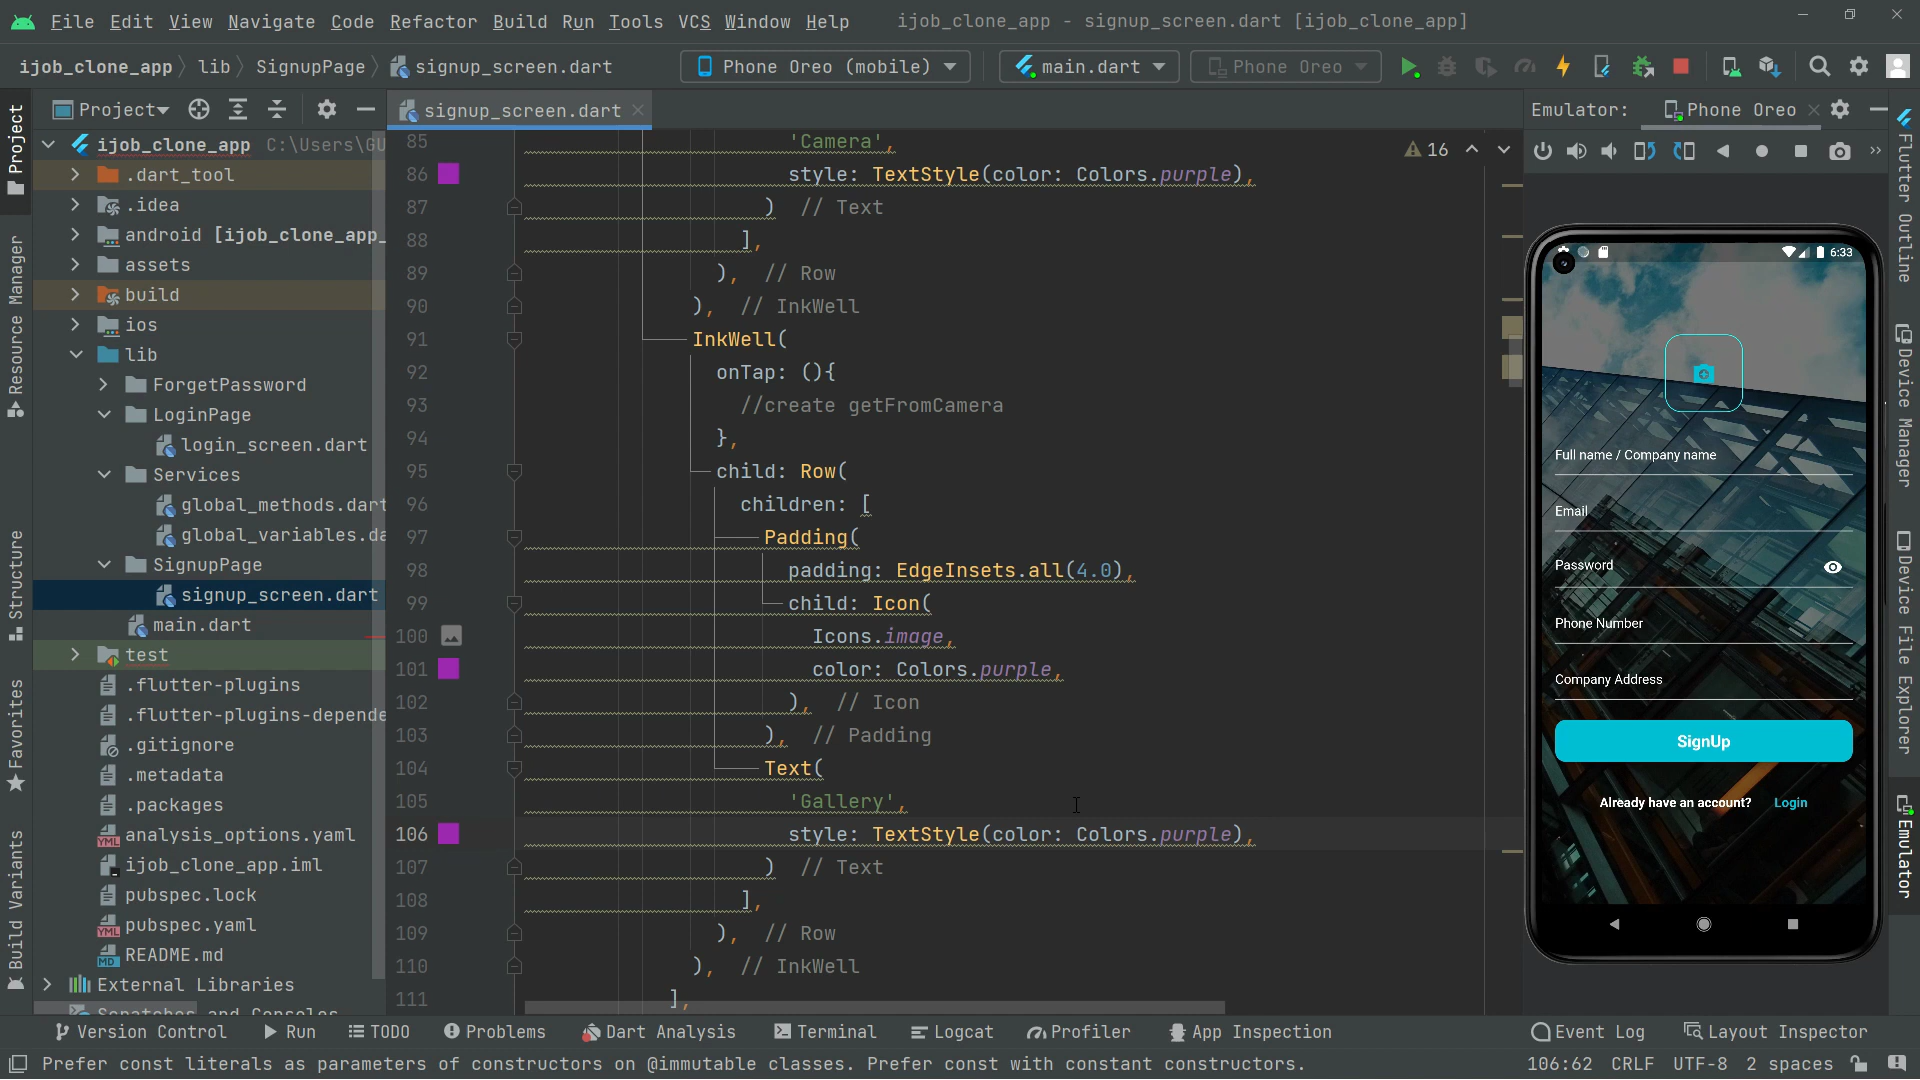 File Edit View Navigate Code Refactor Build Run Tools VCS Window Help ijob_clone_app - signup_screen.dart [ijob_clone_app]
ijob_clone_app lib SignupPage signup_screen.dart Phone Oreo (mobile) main.dart Phone Oreo
Project signup_screen.dart Emulator: Phone Oreo
Project
Resource Manager
Structure
Favorites
Build Variants
ijob_clone_app C:\Users\GU
.dart_tool
.idea
android [ijob_clone_app_
assets
build
ios
lib
ForgetPassword
LoginPage
login_screen.dart
Services
global_methods.dart
global_variables.da
SignupPage
signup_screen.dart
main.dart
test
.flutter-plugins
.flutter-plugins-depende
.gitignore
.metadata
.packages
analysis_options.yaml
ijob_clone_app.iml
pubspec.lock
pubspec.yaml
README.md
External Libraries
Scratches and Consoles
16
85 'Camera',
86 style: TextStyle(color: Colors.purple),
87 ) // Text
88 ],
89 ), // Row
90 ), // InkWell
91 InkWell(
92 onTap: (){
93 //create getFromCamera
94 },
95 child: Row(
96 children: [
97 Padding(
98 padding: EdgeInsets.all(4.0),
99 child: Icon(
100 Icons.image,
101 color: Colors.purple,
102 ), // Icon
103 ), // Padding
104 Text(
105 'Gallery',
106 style: TextStyle(color: Colors.purple),
107 ) // Text
108 ],
109 ), // Row
110 ), // InkWell
111 ],
6:33
Full name / Company name
Email
Password
Phone Number
Company Address
SignUp
Already have an account? Login
Flutter Outline
Device Manager
Device File Explorer
Emulator
Version Control Run TODO Problems Dart Analysis Terminal Logcat Profiler App Inspection Event Log Layout Inspector
Prefer const literals as parameters of constructors on @immutable classes. Prefer const with constant constructors. 106:62 CRLF UTF-8 2 spaces